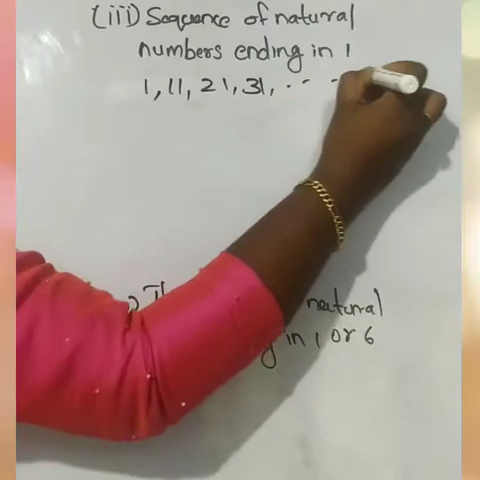 (iii) Sequence of natural
numbers ending in 1
1, 11, 21, 31, ... -
natural
in 1 or 6